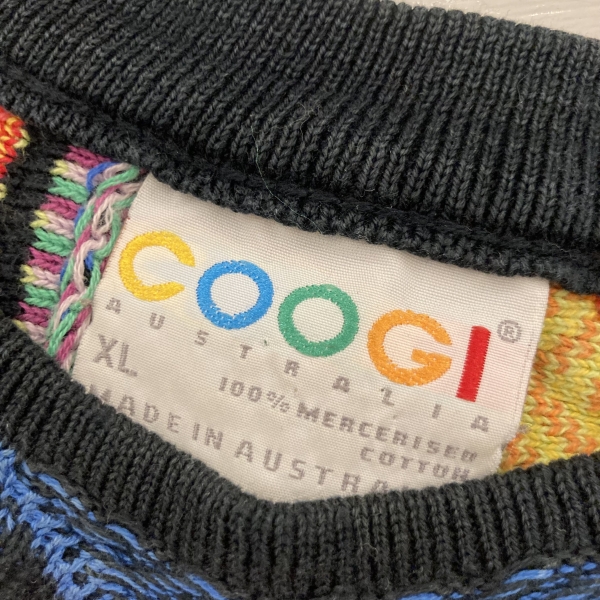 COOGI®
AUSTRALIA
XL
100% MERCERISED
COTTON
MADE IN AUSTRA